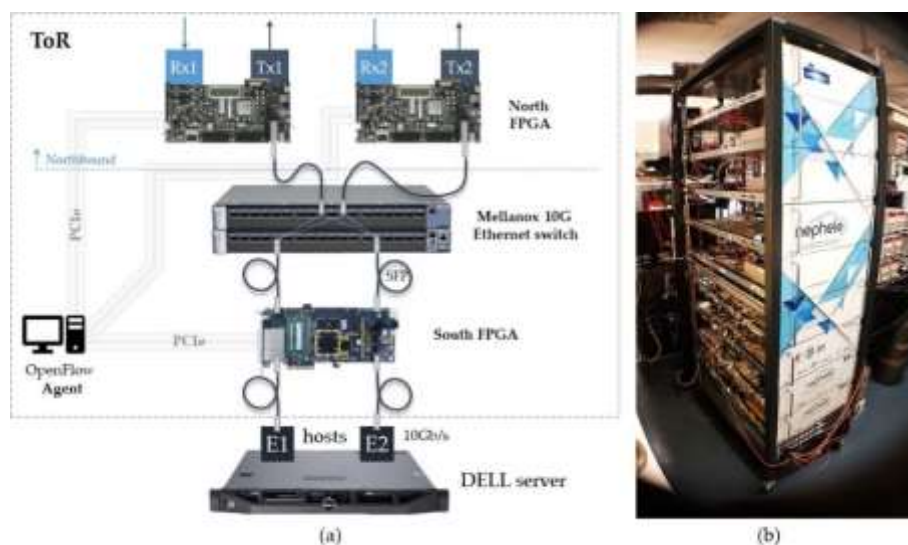 ToR
Rx1
Tx1
Rx2
Tx2
North
FPGA
Northbound
PCIe
Mellanox 10G
Ethernet switch
SFP
PCIe
South FPGA
OpenFlow
Agent
E1
hosts
E2
10Gb/s
DELL server
nephele
(a)
(b)